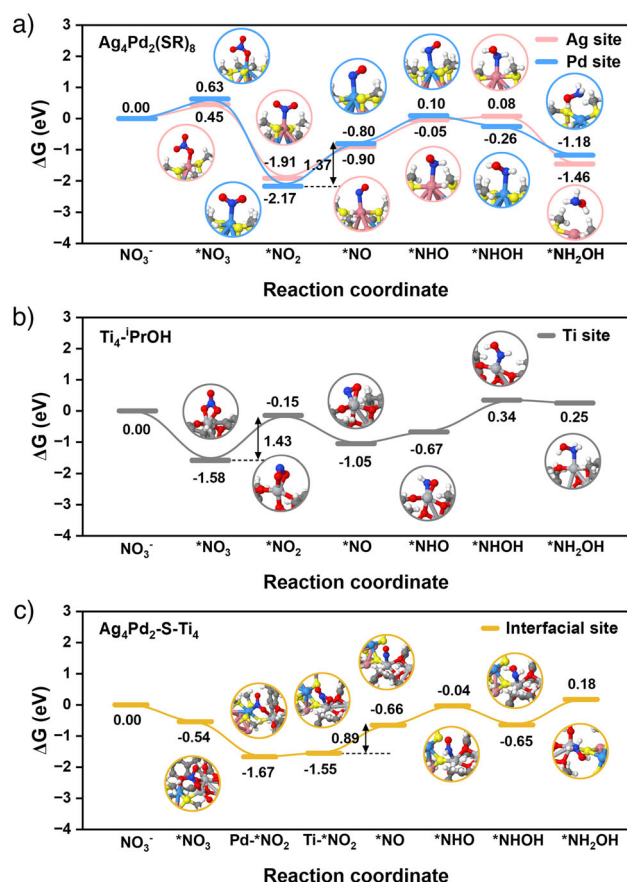 a)
Ag₄Pd₂(SR)₈
Ag site
Pd site
ΔG (eV)
3
2
1
0
−1
−2
−3
−4
0.00
0.63
0.45
-1.91
-2.17
1.37
-0.80
-0.90
0.10
-0.05
0.08
-0.26
-1.18
-1.46
NO₃⁻ *NO₃ *NO₂ *NO *NHO *NHOH *NH₂OH
Reaction coordinate
b)
Ti₄-ⁱPrOH
Ti site
ΔG (eV)
3
2
1
0
−1
−2
−3
−4
0.00
-1.58
-0.15
1.43
-1.05
-0.67
0.34
0.25
NO₃⁻ *NO₃ *NO₂ *NO *NHO *NHOH *NH₂OH
Reaction coordinate
c)
Ag₄Pd₂-S-Ti₄
Interfacial site
ΔG (eV)
3
2
1
0
−1
−2
−3
−4
0.00
-0.54
-1.67
-1.55
0.89
-0.66
-0.04
-0.65
0.18
NO₃⁻ *NO₃ Pd-*NO₂ Ti-*NO₂ *NO *NHO *NHOH *NH₂OH
Reaction coordinate